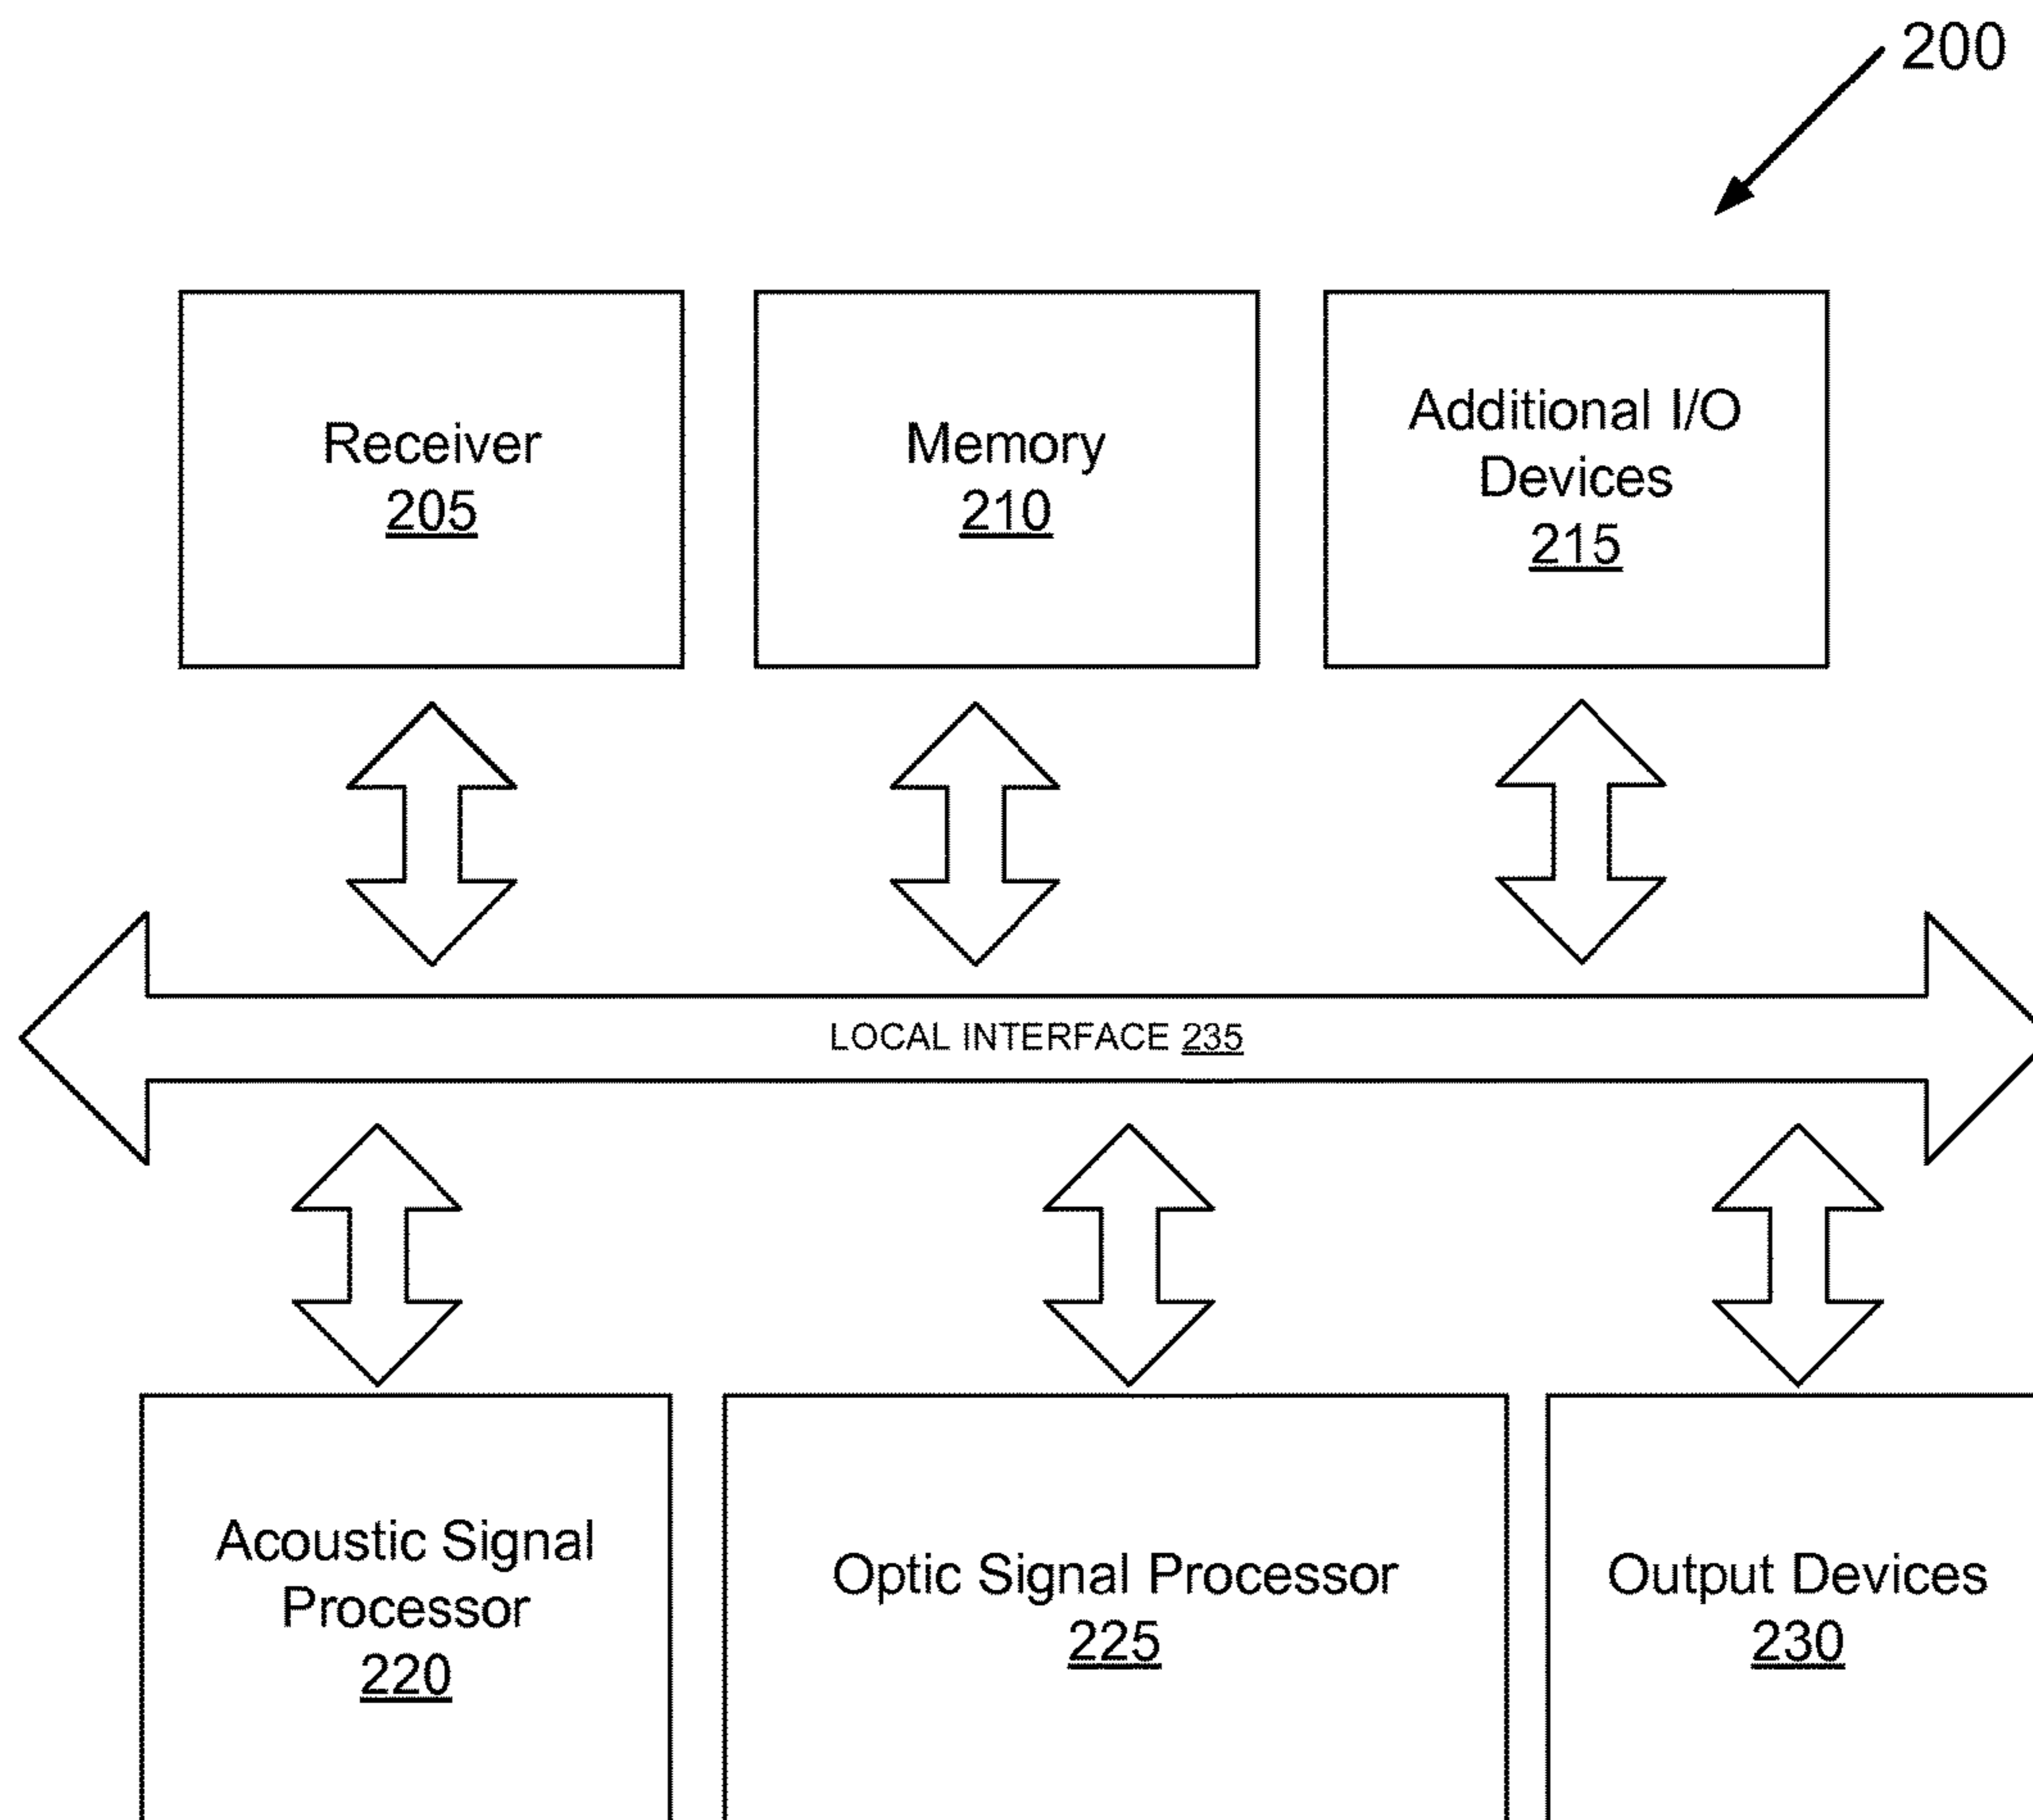 200
Receiver
205
Memory
210
Additional I/O
Devices
215
LOCAL INTERFACE 235
Acoustic Signal
Processor
220
Optic Signal Processor
225
Output Devices
230